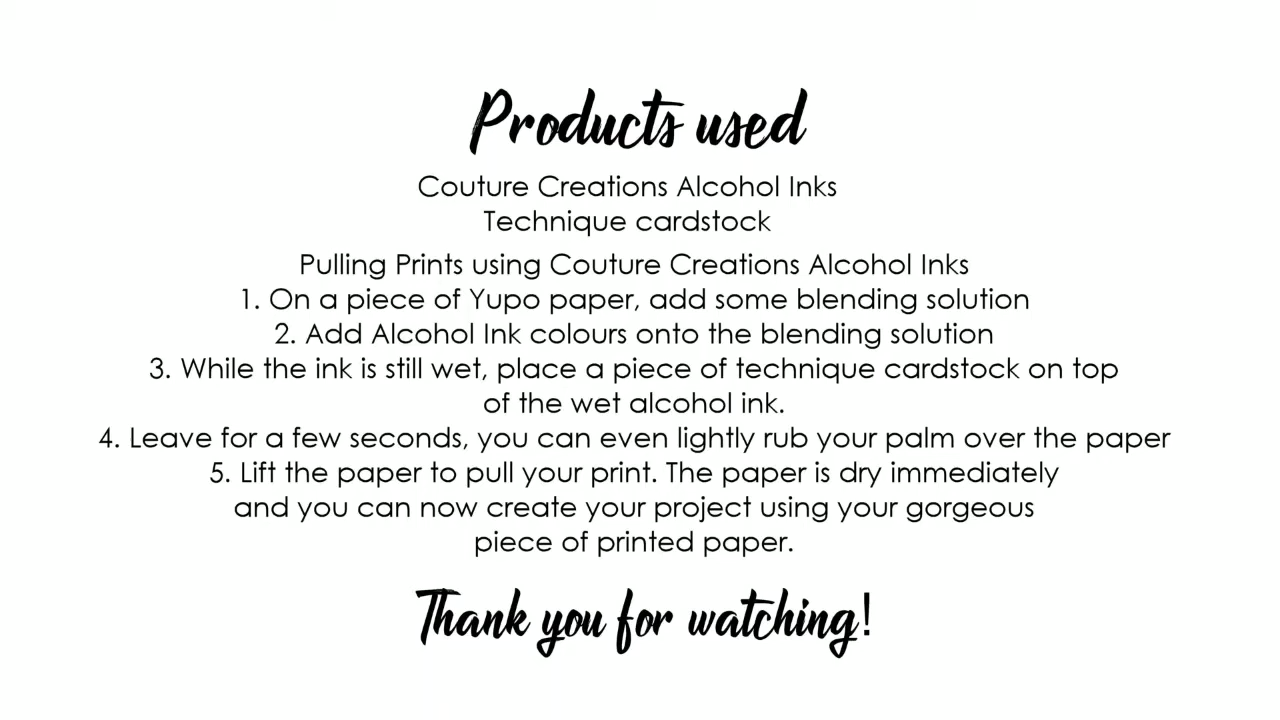 Products used
Couture Creations Alcohol Inks
Technique cardstock
Pulling Prints using Couture Creations Alcohol Inks
1. On a piece of Yupo paper, add some blending solution
2. Add Alcohol Ink colours onto the blending solution
3. While the ink is still wet, place a piece of technique cardstock on top
of the wet alcohol ink.
4. Leave for a few seconds, you can even lightly rub your palm over the paper
5. Lift the paper to pull your print. The paper is dry immediately
and you can now create your project using your gorgeous
piece of printed paper.
Thank you for watching!